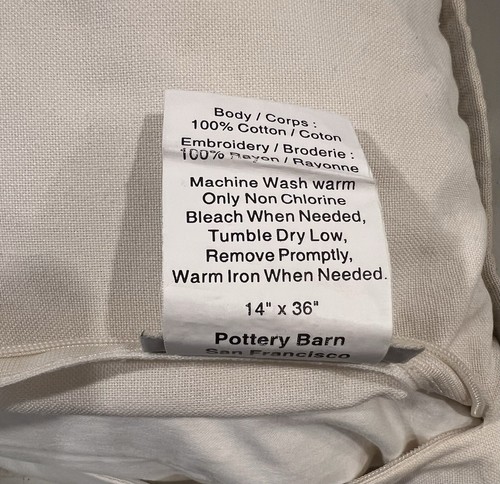 Body / Corps :
100% Cotton / Coton
Embroidery / Broderie :
100% Rayon / Rayonne
Machine Wash warm
Only Non Chlorine
Bleach When Needed,
Tumble Dry Low,
Remove Promptly,
Warm Iron When Needed.
14" x 36"
Pottery Barn
San Francisco